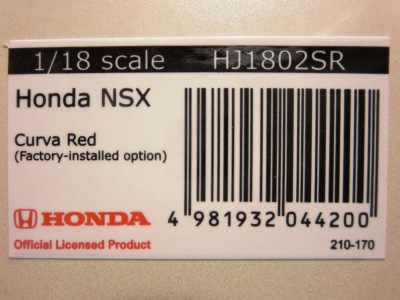 1/18 scale HJ1802SR
Honda NSX
Curva Red
(Factory-installed option)
HONDA
4 981932 044200
Official Licensed Product 210-170